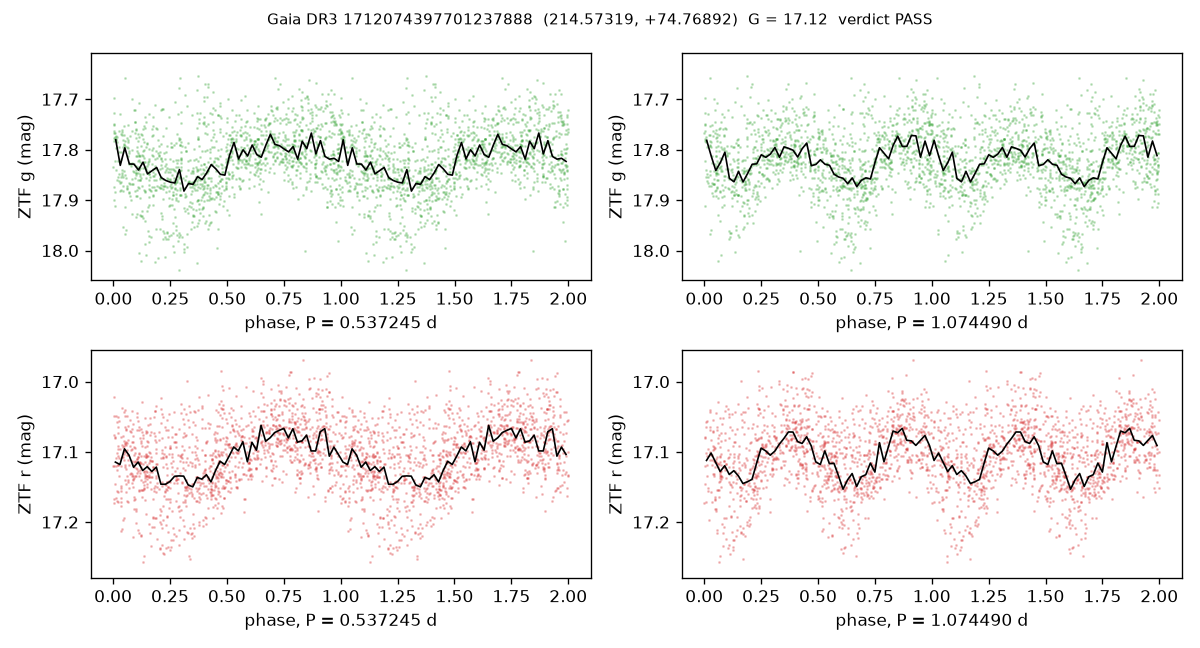 Gaia DR3 1712074397701237888 (214.57319, +74.76892) G = 17.12 verdict PASS
ZTF g (mag)
17.7
17.8
17.9
18.0
0.00 0.25 0.50 0.75 1.00 1.25 1.50 1.75 2.00
phase, P = 0.537245 d
ZTF g (mag)
17.7
17.8
17.9
18.0
0.00 0.25 0.50 0.75 1.00 1.25 1.50 1.75 2.00
phase, P = 1.074490 d
ZTF r (mag)
17.0
17.1
17.2
0.00 0.25 0.50 0.75 1.00 1.25 1.50 1.75 2.00
phase, P = 0.537245 d
ZTF r (mag)
17.0
17.1
17.2
0.00 0.25 0.50 0.75 1.00 1.25 1.50 1.75 2.00
phase, P = 1.074490 d